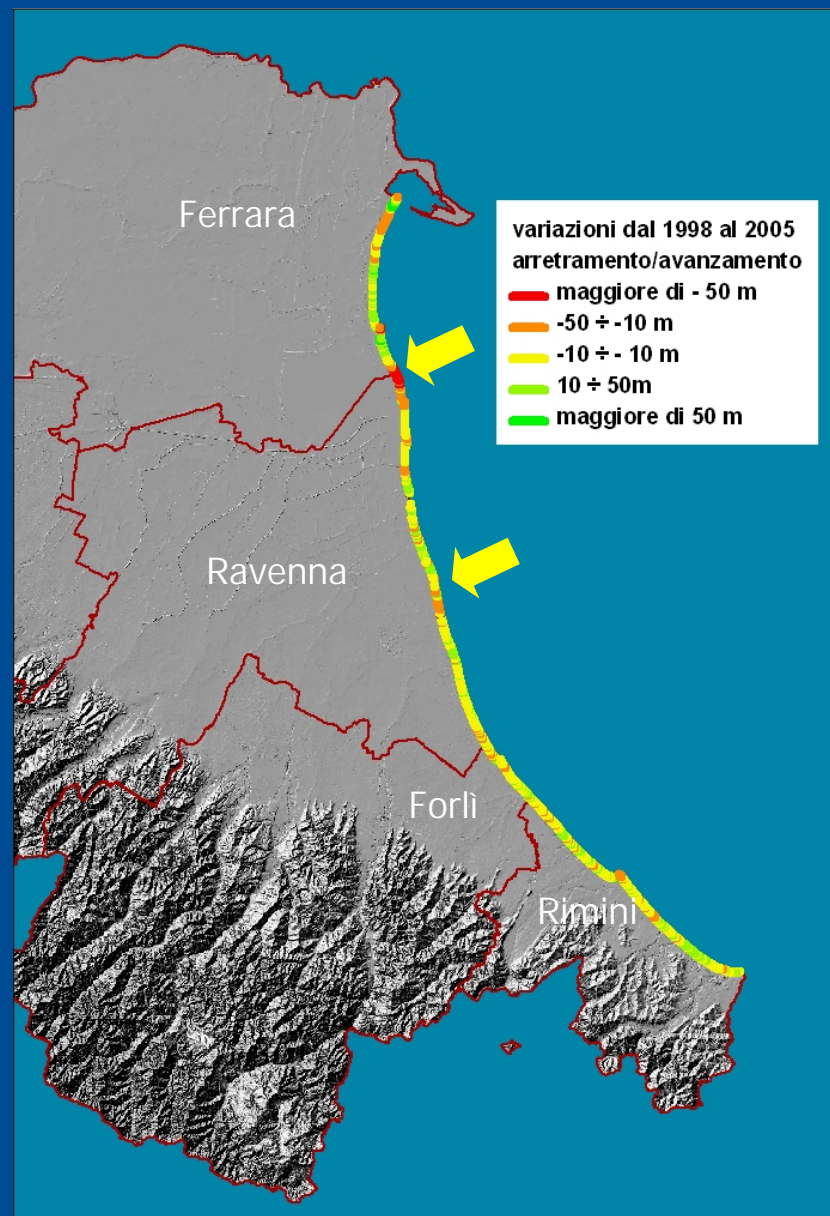 Ferrara
variazioni dal 1998 al 2005
arretramento/avanzamento
maggiore di - 50 m
-50 ÷ -10 m
-10 ÷ - 10 m
10 ÷ 50m
maggiore di 50 m
Ravenna
Forlì
Rimini